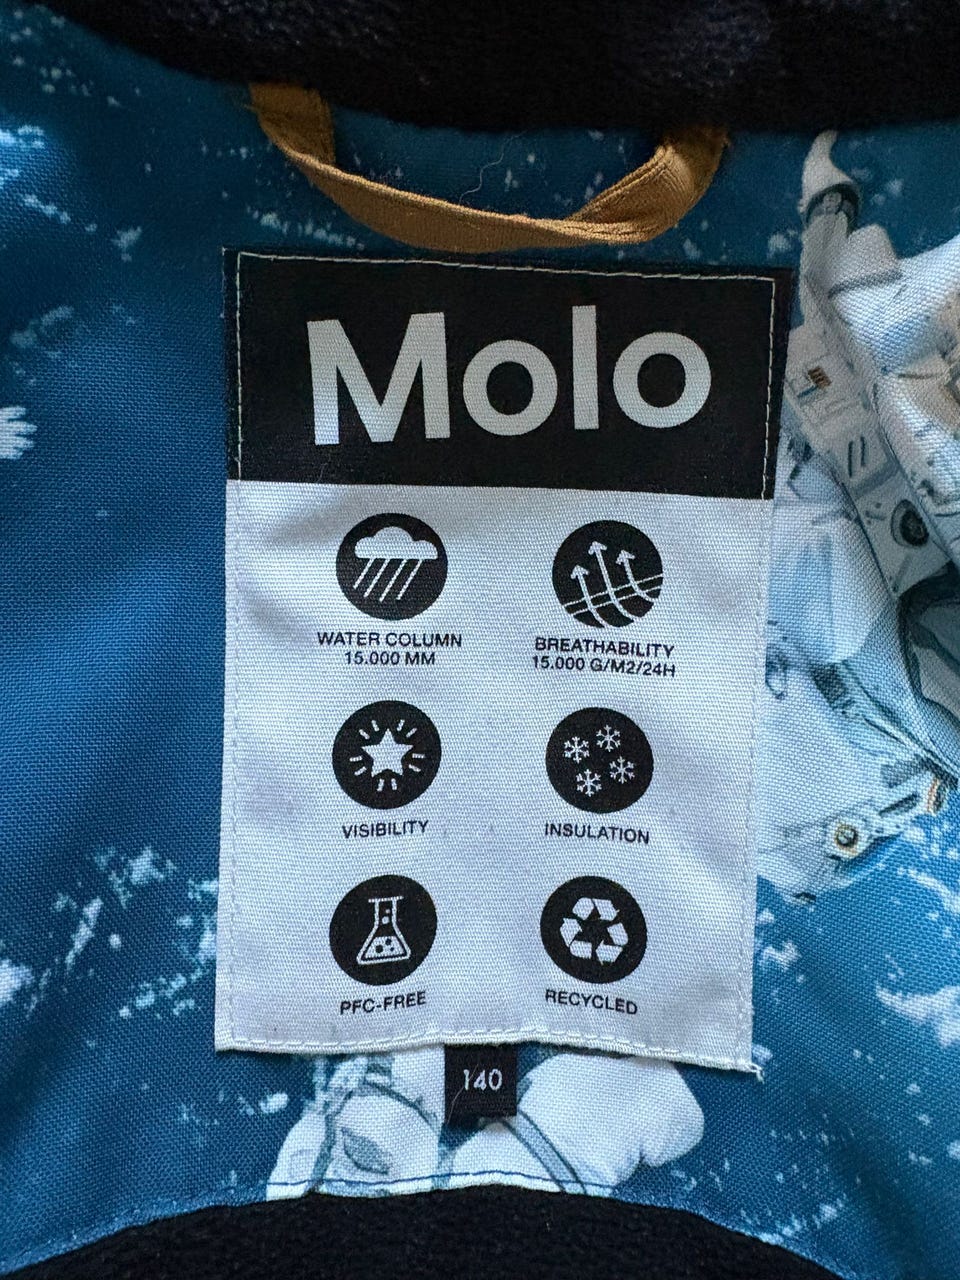 Molo
WATER COLUMN
15.000 MM
BREATHABILITY
15.000 G/M2/24H
VISIBILITY
INSULATION
PFC-FREE
RECYCLED
140